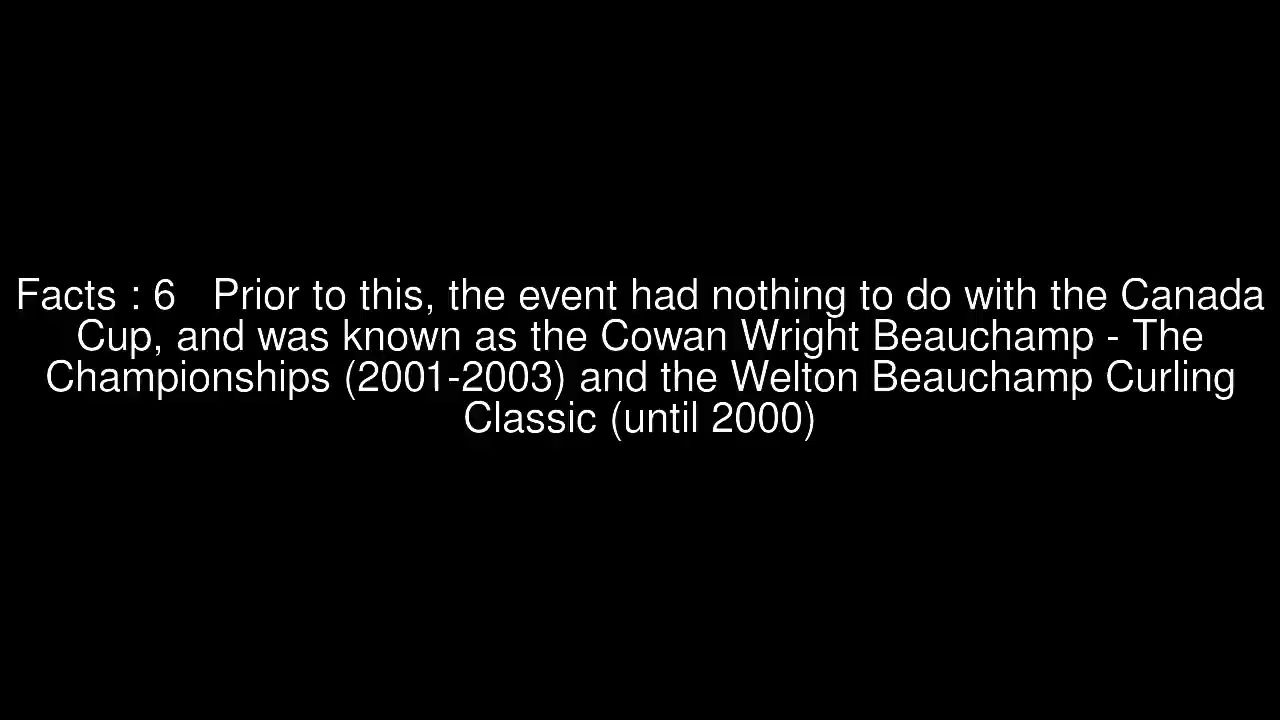 Facts : 6   Prior to this, the event had nothing to do with the Canada
Cup, and was known as the Cowan Wright Beauchamp - The
Championships (2001-2003) and the Welton Beauchamp Curling
Classic (until 2000)